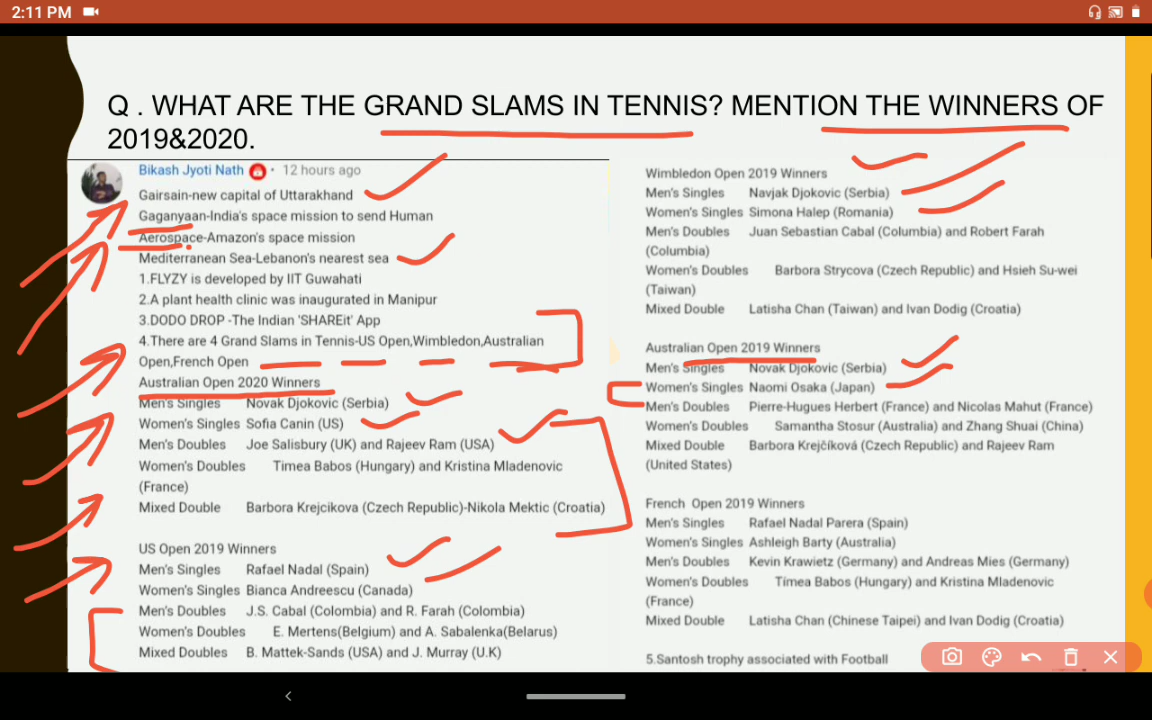 2:11 PM
Q . WHAT ARE THE GRAND SLAMS IN TENNIS? MENTION THE WINNERS OF
2019&2020.
Bikash Jyoti Nath · 12 hours ago
Gairsain-new capital of Uttarakhand
Gaganyaan-India's space mission to send Human
Aerospace-Amazon's space mission
Mediterranean Sea-Lebanon's nearest sea
1.FLYZY is developed by IIT Guwahati
2.A plant health clinic was inaugurated in Manipur
3.DODO DROP -The Indian 'SHAREit' App
4.There are 4 Grand Slams in Tennis-US Open,Wimbledon,Australian
Open,French Open
Australian Open 2020 Winners
Men's Singles Novak Djokovic (Serbia)
Women's Singles Sofia Canin (US)
Men's Doubles Joe Salisbury (UK) and Rajeev Ram (USA)
Women's Doubles Timea Babos (Hungary) and Kristina Mladenovic
(France)
Mixed Double Barbora Krejcikova (Czech Republic)-Nikola Mektic (Croatia)
US Open 2019 Winners
Men's Singles Rafael Nadal (Spain)
Women's Singles Bianca Andreescu (Canada)
Men's Doubles J.S. Cabal (Colombia) and R. Farah (Colombia)
Women's Doubles E. Mertens(Belgium) and A. Sabalenka(Belarus)
Mixed Doubles B. Mattek-Sands (USA) and J. Murray (U.K)
Wimbledon Open 2019 Winners
Men's Singles Navjak Djokovic (Serbia)
Women's Singles Simona Halep (Romania)
Men's Doubles Juan Sebastian Cabal (Columbia) and Robert Farah
(Columbia)
Women's Doubles Barbora Strycova (Czech Republic) and Hsieh Su-wei
(Taiwan)
Mixed Double Latisha Chan (Taiwan) and Ivan Dodig (Croatia)
Australian Open 2019 Winners
Men's Singles Novak Djokovic (Serbia)
Women's Singles Naomi Osaka (Japan)
Men's Doubles Pierre-Hugues Herbert (France) and Nicolas Mahut (France)
Women's Doubles Samantha Stosur (Australia) and Zhang Shuai (China)
Mixed Double Barbora Krejčíková (Czech Republic) and Rajeev Ram
(United States)
French Open 2019 Winners
Men's Singles Rafael Nadal Parera (Spain)
Women's Singles Ashleigh Barty (Australia)
Men's Doubles Kevin Krawietz (Germany) and Andreas Mies (Germany)
Women's Doubles Timea Babos (Hungary) and Kristina Mladenovic
(France)
Mixed Double Latisha Chan (Chinese Taipei) and Ivan Dodig (Croatia)
5.Santosh trophy associated with Football